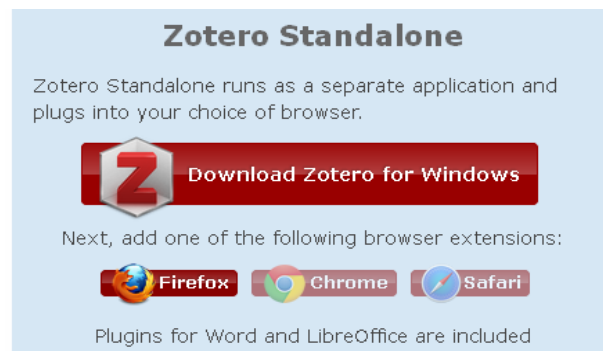 Zotero Standalone
Zotero Standalone runs as a separate application and
plugs into your choice of browser.
Z Download Zotero for Windows
Next, add one of the following browser extensions:
Firefox Chrome Safari
Plugins for Word and LibreOffice are included